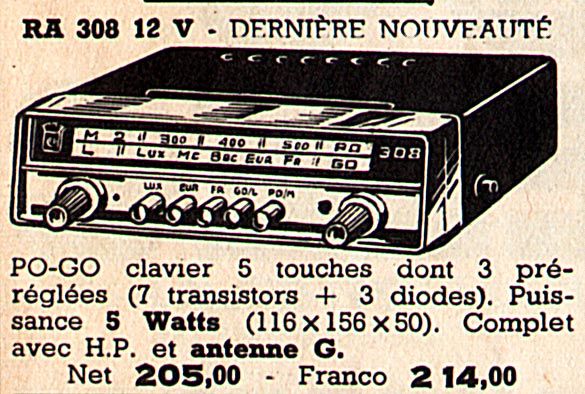 RA 308 12 V - DERNIÈRE NOUVEAUTÉ
M 2 300 400 500 PO
308
L LUX MC BBC EUR FR GO
LUX EUR FR GO/L PO/M
PO-GO clavier 5 touches dont 3 pré-
réglées (7 transistors + 3 diodes). Puis-
sance 5 Watts (116 x 156 x 50). Complet
avec H.P. et antenne G.
Net 205,00 - Franco 214,00